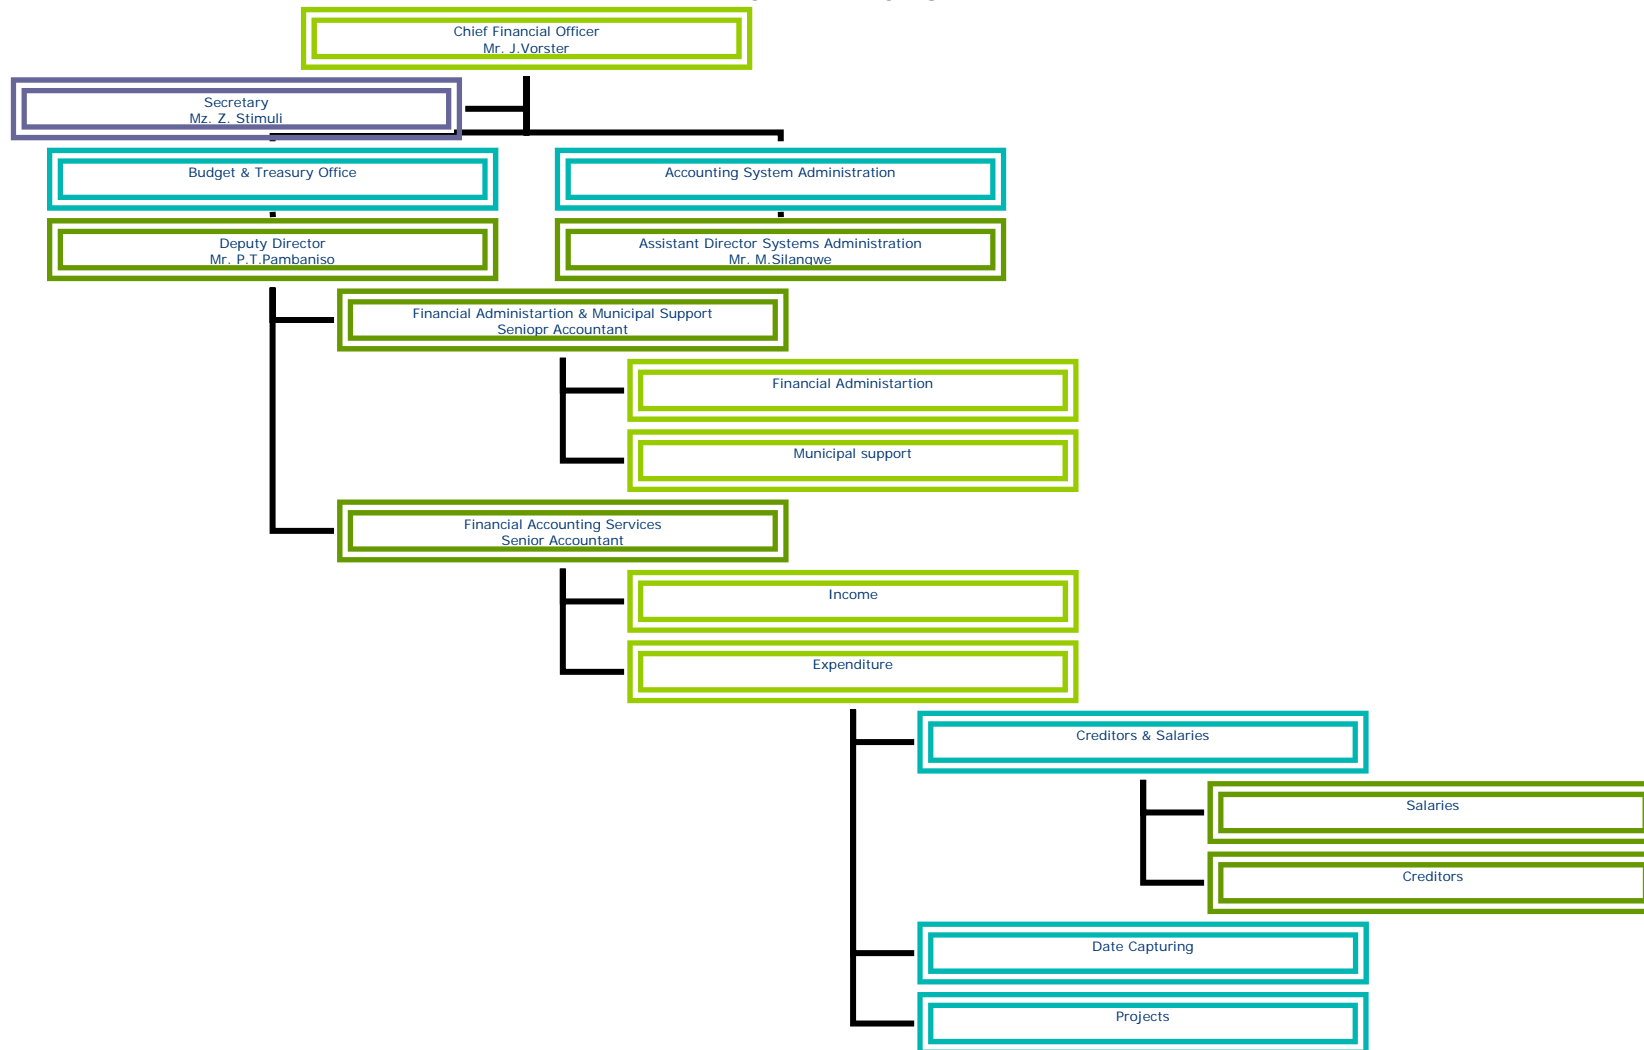 Chief Financial Officer
Mr. J.Vorster
Secretary
Mz. Z. Stimuli
Budget & Treasury Office
Accounting System Administration
Deputy Director
Mr. P.T.Pambaniso
Assistant Director Systems Administration
Mr. M.Silangwe
Financial Administartion & Municipal Support
Seniopr Accountant
Financial Administartion
Municipal support
Financial Accounting Services
Senior Accountant
Income
Expenditure
Creditors & Salaries
Salaries
Creditors
Date Capturing
Projects